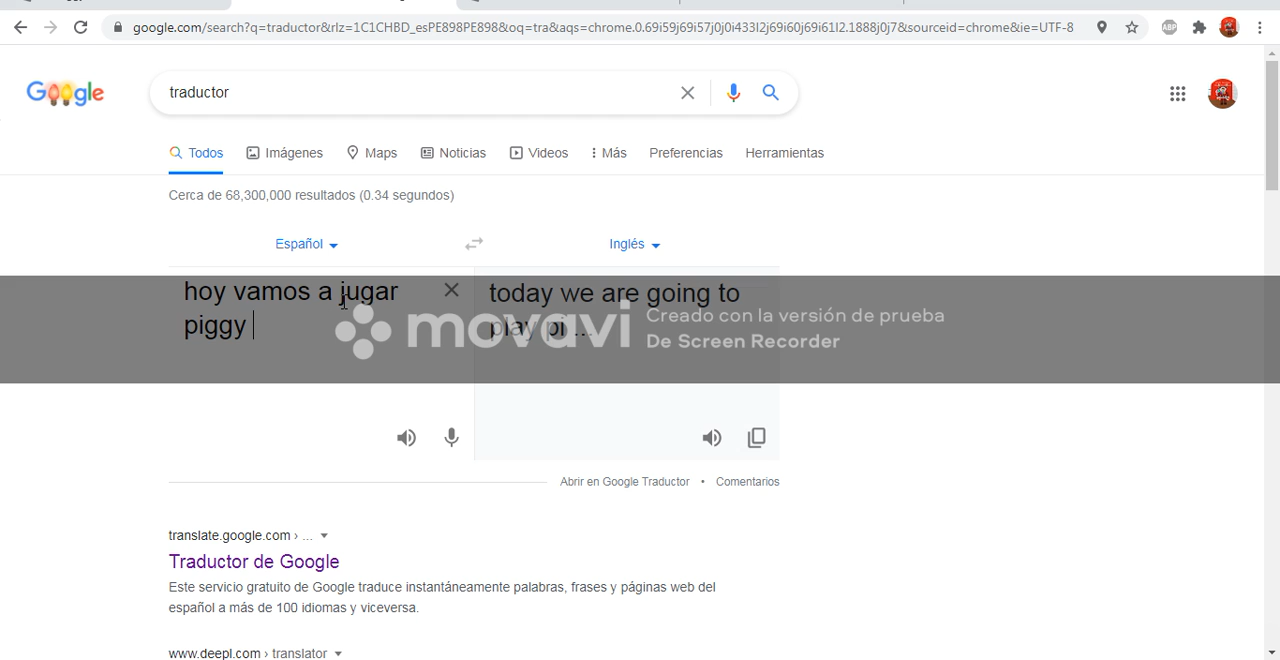 google.com/search?q=traductor&rlz=1C1CHBD_esPE898PE898&oq=tra&aqs=chrome.0.69i59j69i57j0j0i433l2j69i60j69i61l2.1888j0j7&sourceid=chrome&ie=UTF-8
ABP
Google
traductor
Todos Imágenes Maps Noticias Videos Más Preferencias Herramientas
Cerca de 68,300,000 resultados (0.34 segundos)
Español Inglés
hoy vamos a jugar
piggy
today we are going to
play pi ...
movavi
Creado con la versión de prueba
De Screen Recorder
Abrir en Google Traductor • Comentarios
translate.google.com › ...
Traductor de Google
Este servicio gratuito de Google traduce instantáneamente palabras, frases y páginas web del
español a más de 100 idiomas y viceversa.
www.deepl.com › translator